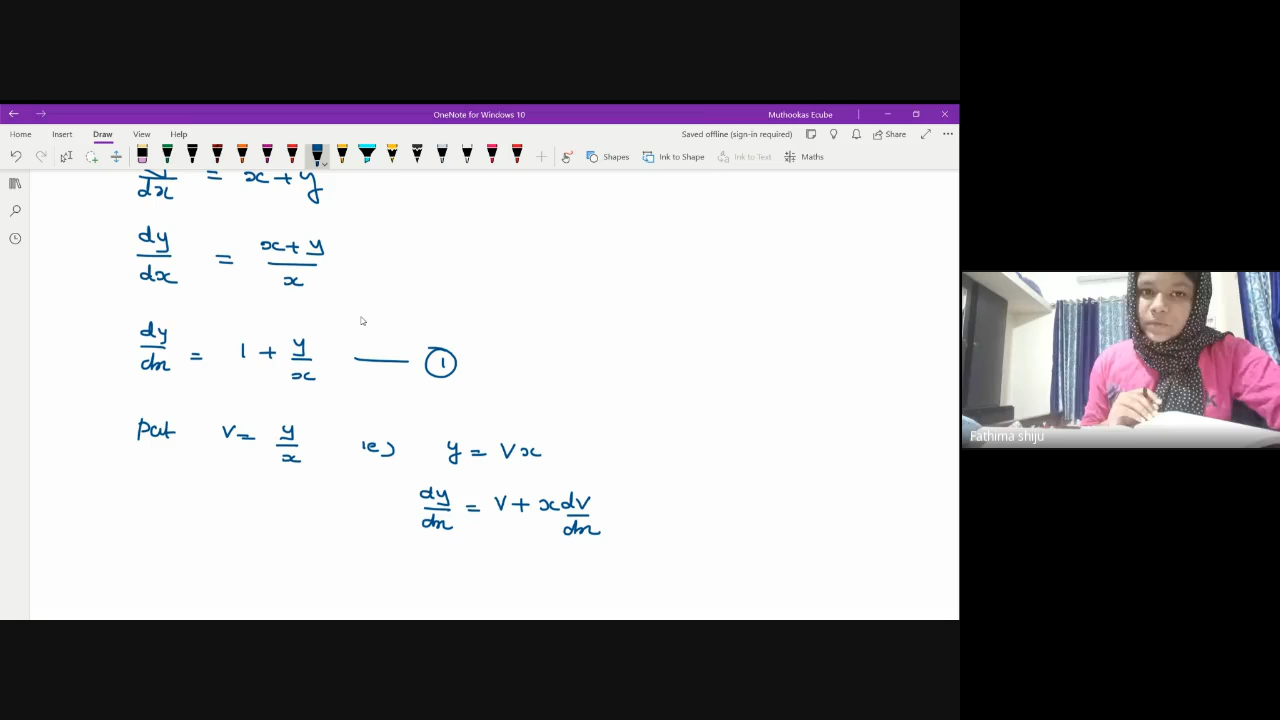 OneNote for Windows 10
Muthookas Ecube
Home Insert Draw View Help
Saved offline (sign-in required)
Share
Shapes
Ink to Shape
Ink to Text
Maths
dy/dx = x+y
dy/dx = x+y/x
dy/dx = 1 + y/x —— ①
Put v = y/x ie) y = Vx
dy/dx = V + x dv/dx
Fathima shiju